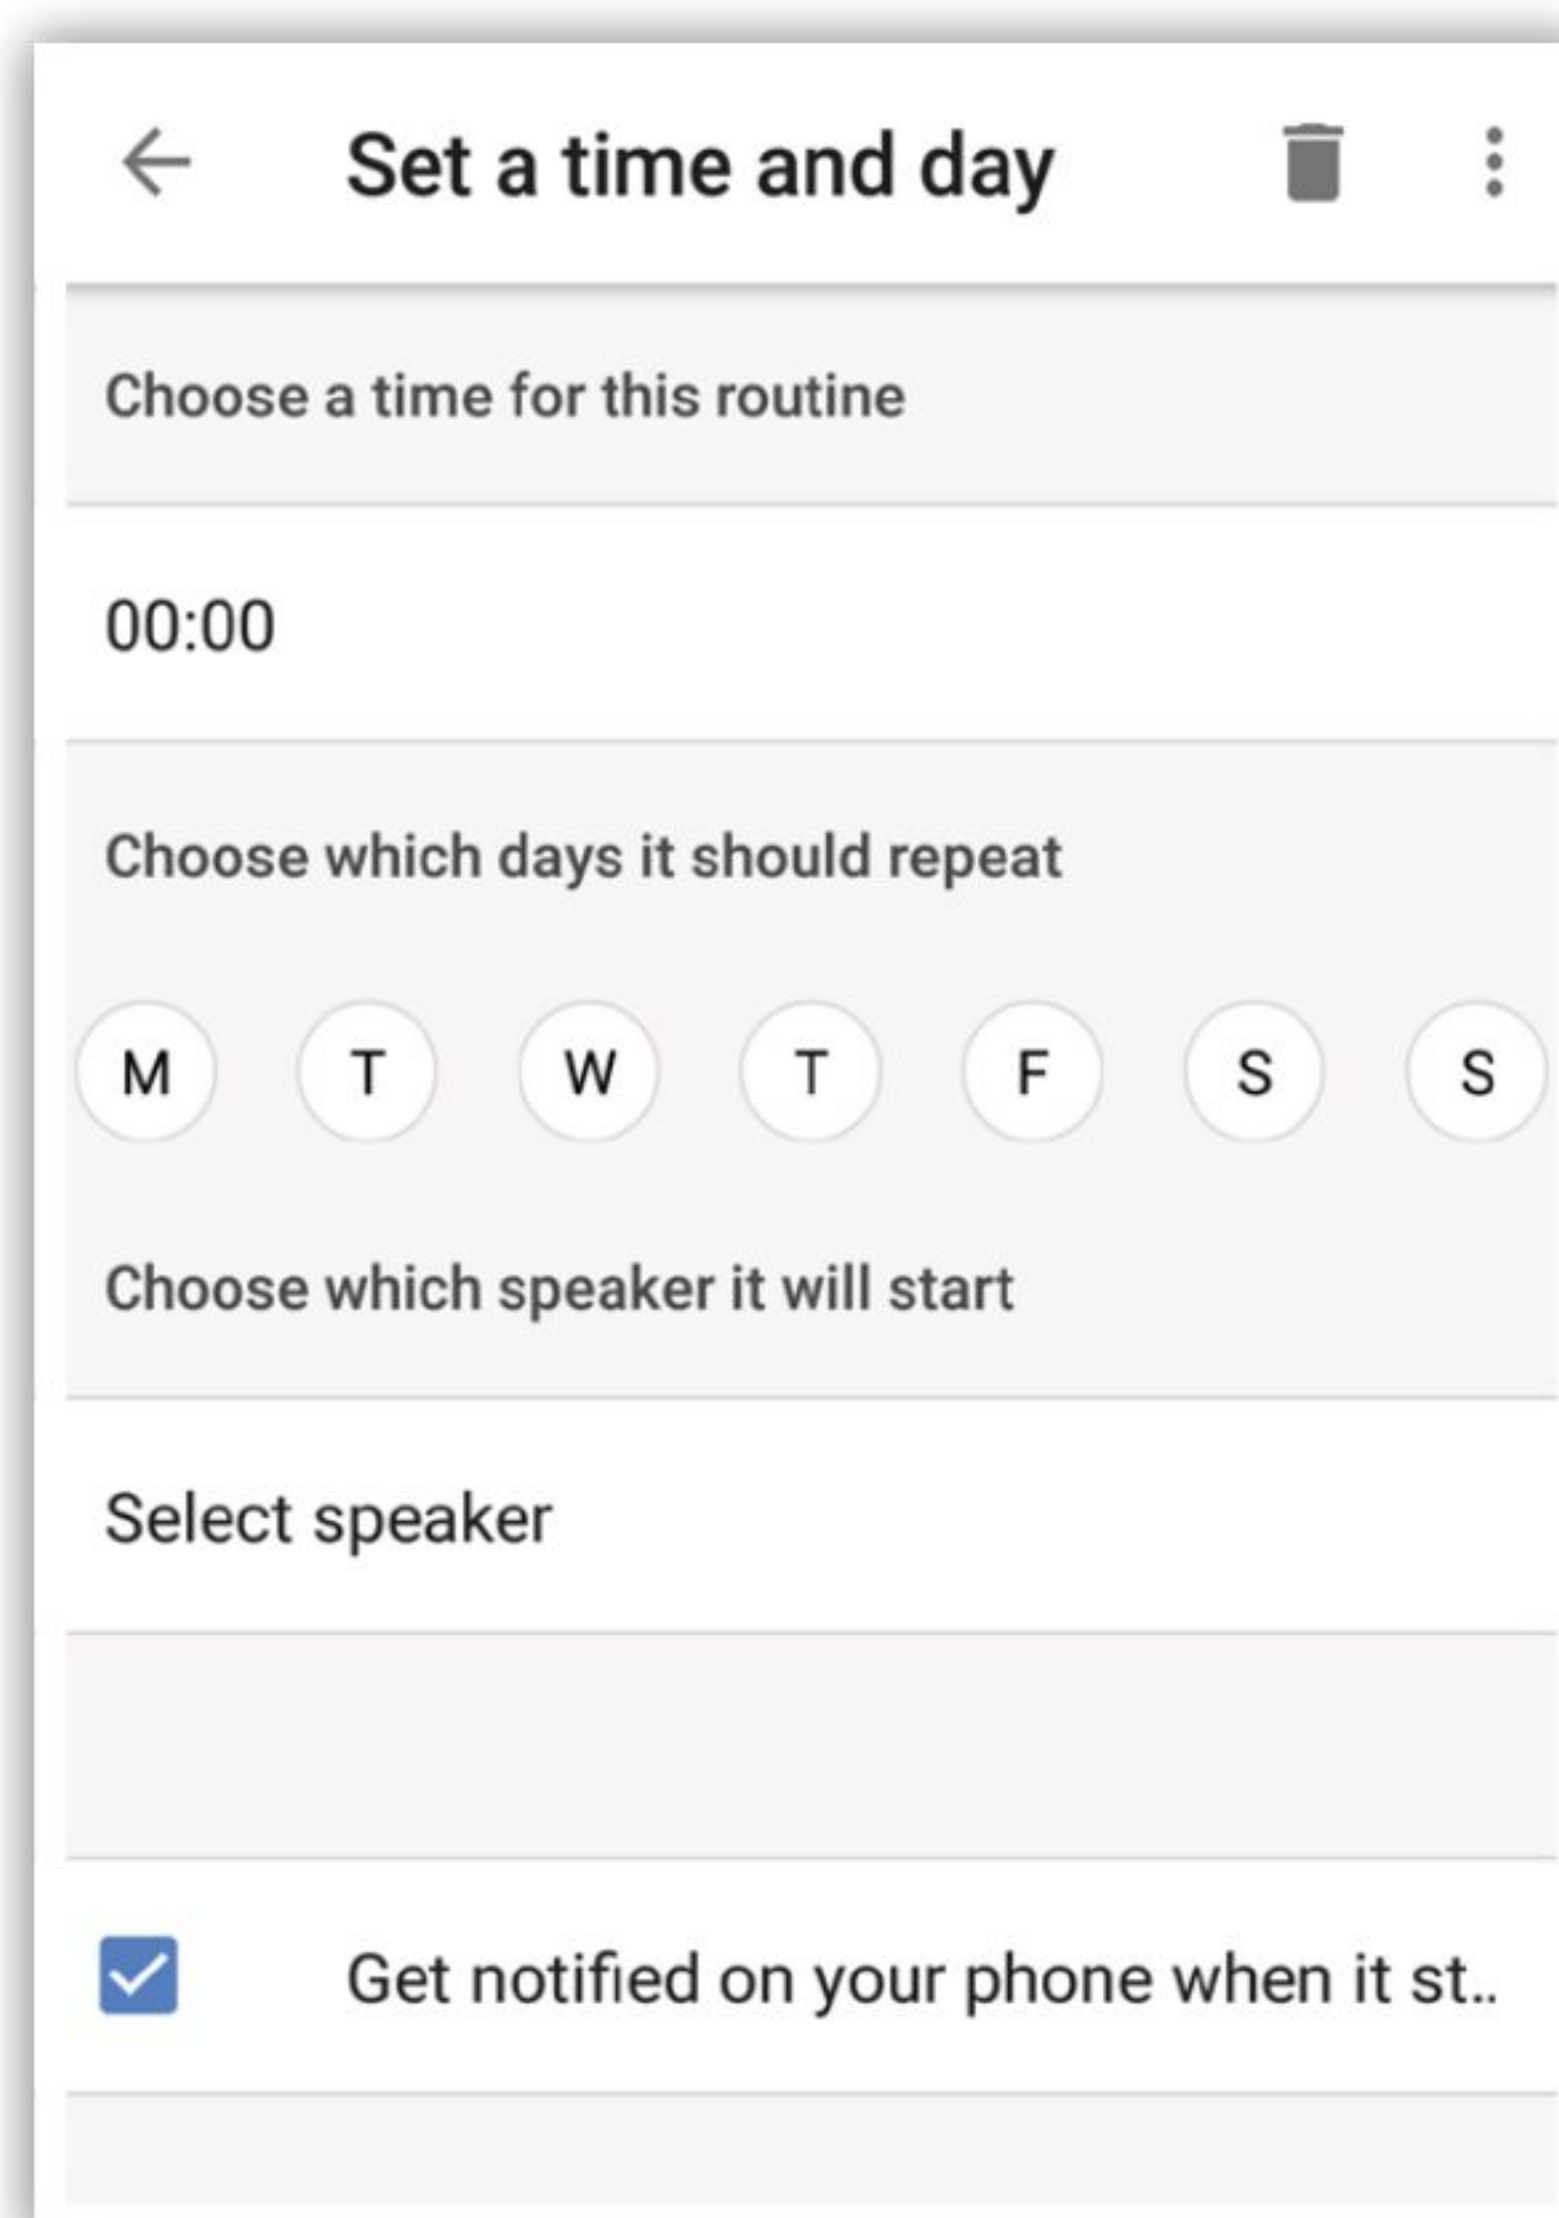 Set a time and day
Choose a time for this routine
00:00
Choose which days it should repeat
M T W T F S S
Choose which speaker it will start
Select speaker
Get notified on your phone when it st..